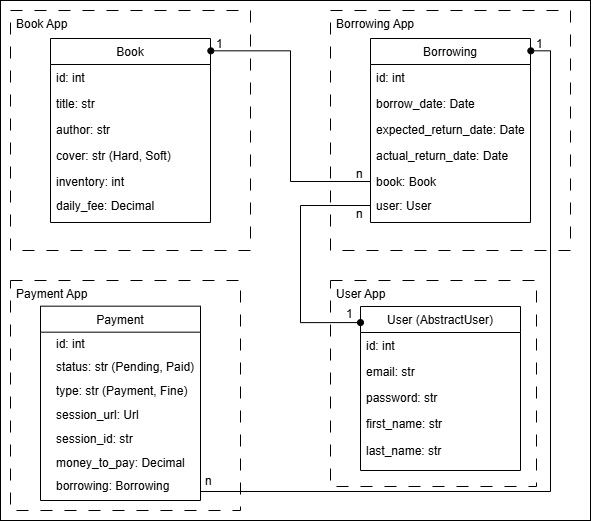 Book App
Book
1
id: int
title: str
author: str
cover: str (Hard, Soft)
inventory: int
daily_fee: Decimal
Borrowing App
Borrowing
1
id: int
borrow_date: Date
expected_return_date: Date
actual_return_date: Date
n
book: Book
n
user: User
Payment App
Payment
id: int
status: str (Pending, Paid)
type: str (Payment, Fine)
session_url: Url
session_id: str
money_to_pay: Decimal
borrowing: Borrowing
n
User App
1
User (AbstractUser)
id: int
email: str
password: str
first_name: str
last_name: str